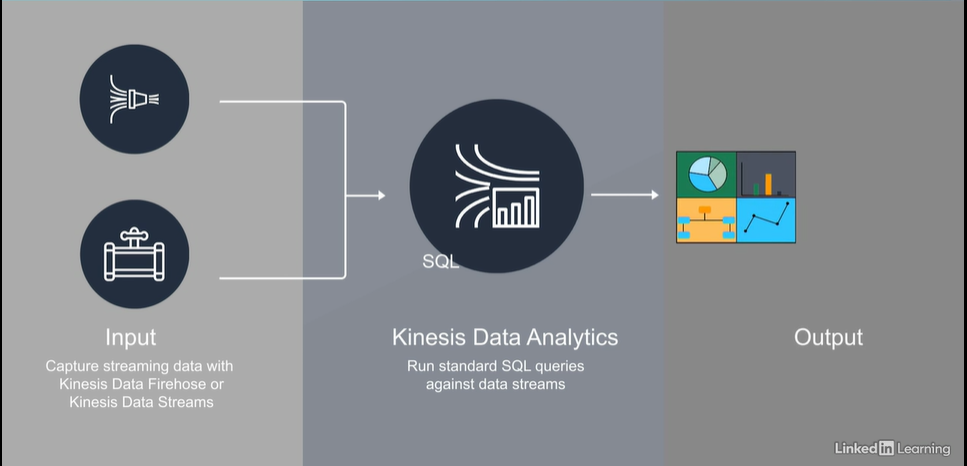 SQL
Input
Capture streaming data with
Kinesis Data Firehose or
Kinesis Data Streams
Kinesis Data Analytics
Run standard SQL queries
against data streams
Output
Linked in Learning